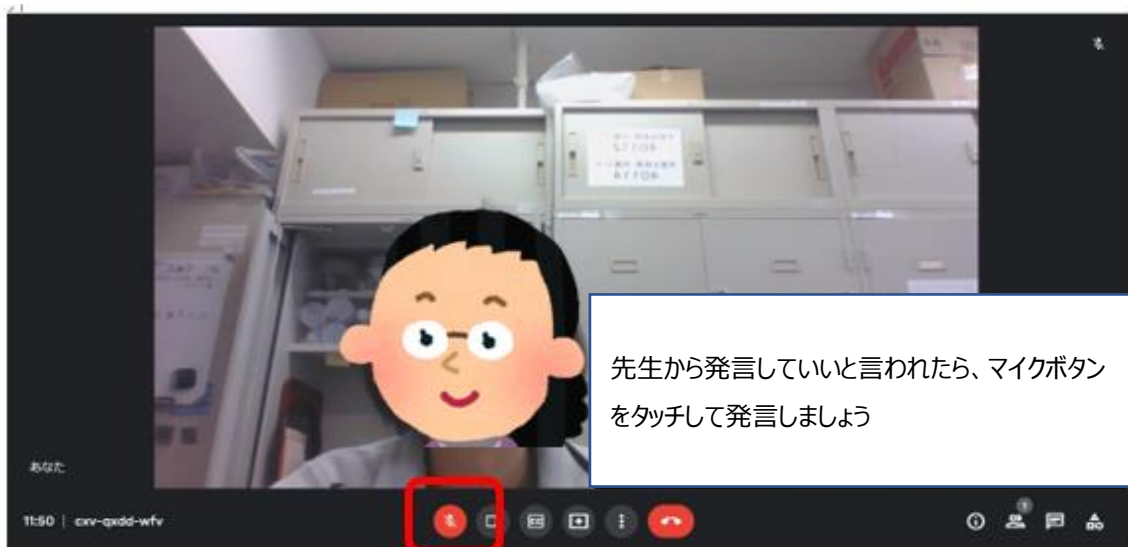 先生から発言していいと言われたら、マイクボタン
をタッチして発言しましょう
あなた
11:50 | cxv-qxdd-wfv
1